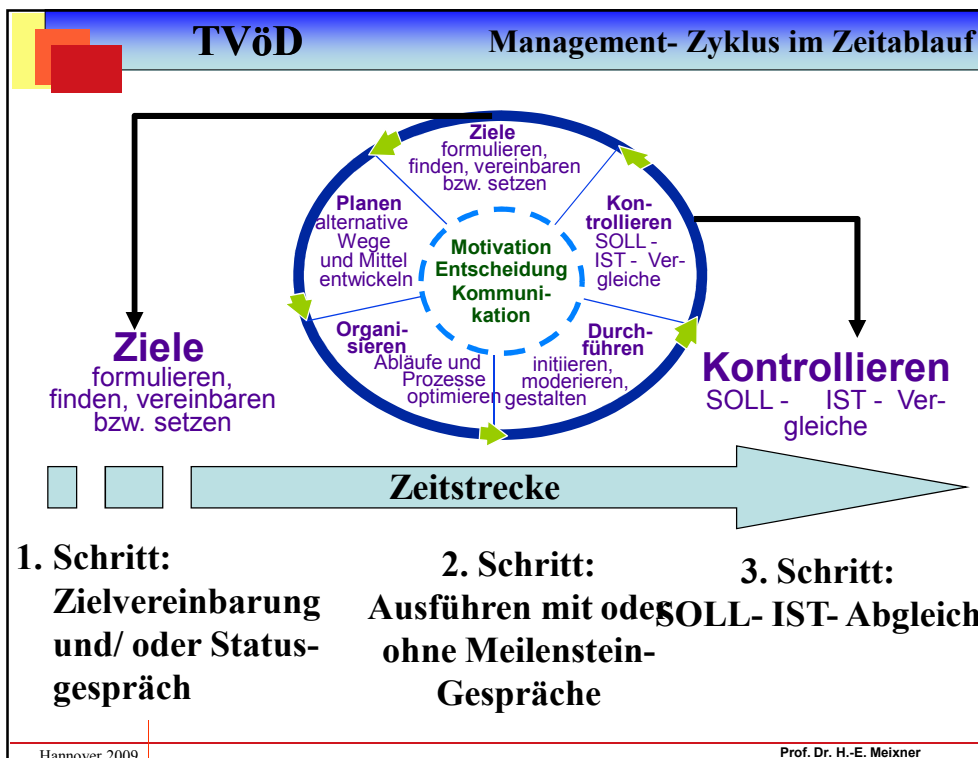 TVöD
Management- Zyklus im Zeitablauf
Ziele
formulieren,
finden, vereinbaren
bzw. setzen
Planen
alternative
Wege
und Mittel
entwickeln
Kon-
trollieren
SOLL -
IST - Ver-
gleiche
Motivation
Entscheidung
Kommuni-
kation
Organi-
sieren
Abläufe und
Prozesse
optimieren
Durch-
führen
initiieren,
moderieren,
gestalten
Ziele
formulieren,
finden, vereinbaren
bzw. setzen
Kontrollieren
SOLL - IST - Ver-
gleiche
Zeitstrecke
1. Schritt:
Zielvereinbarung
und/ oder Status-
gespräch
2. Schritt:
Ausführen mit oder
ohne Meilenstein-
Gespräche
3. Schritt:
SOLL- IST- Abgleich
Hannover 2009
Prof. Dr. H.-E. Meixner